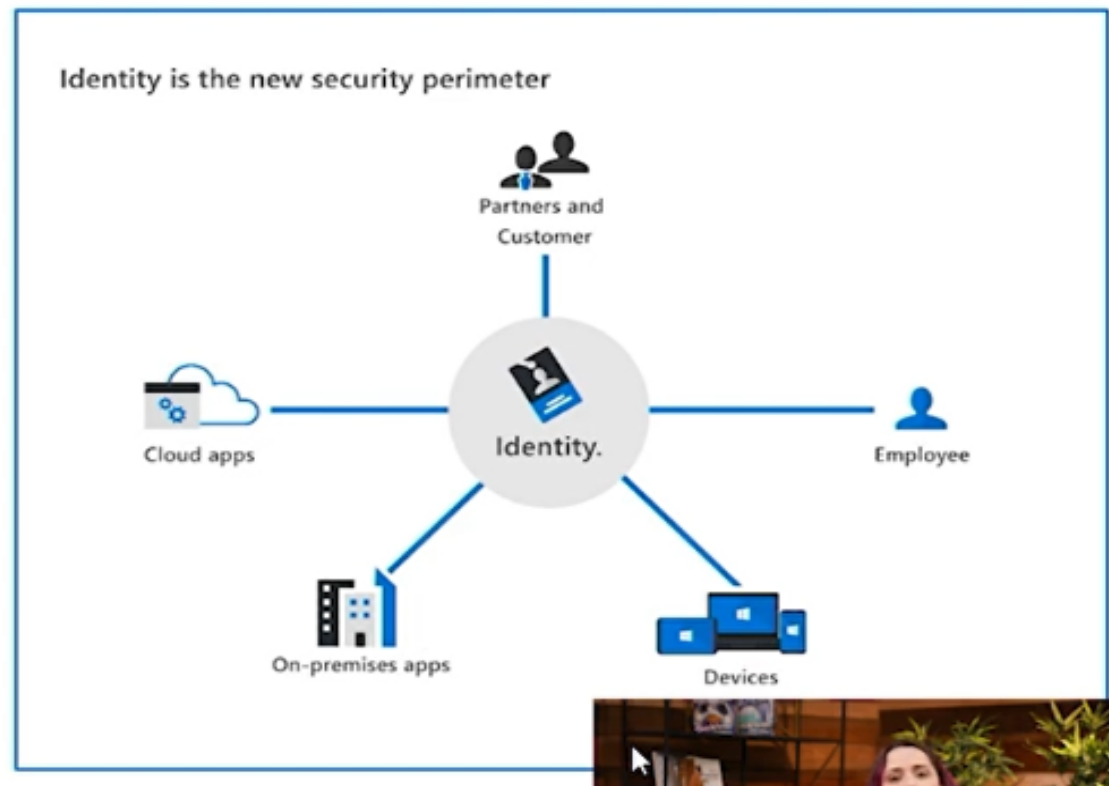 Identity is the new security perimeter
Partners and
Customer
Identity.
Cloud apps
Employee
On-premises apps
Devices